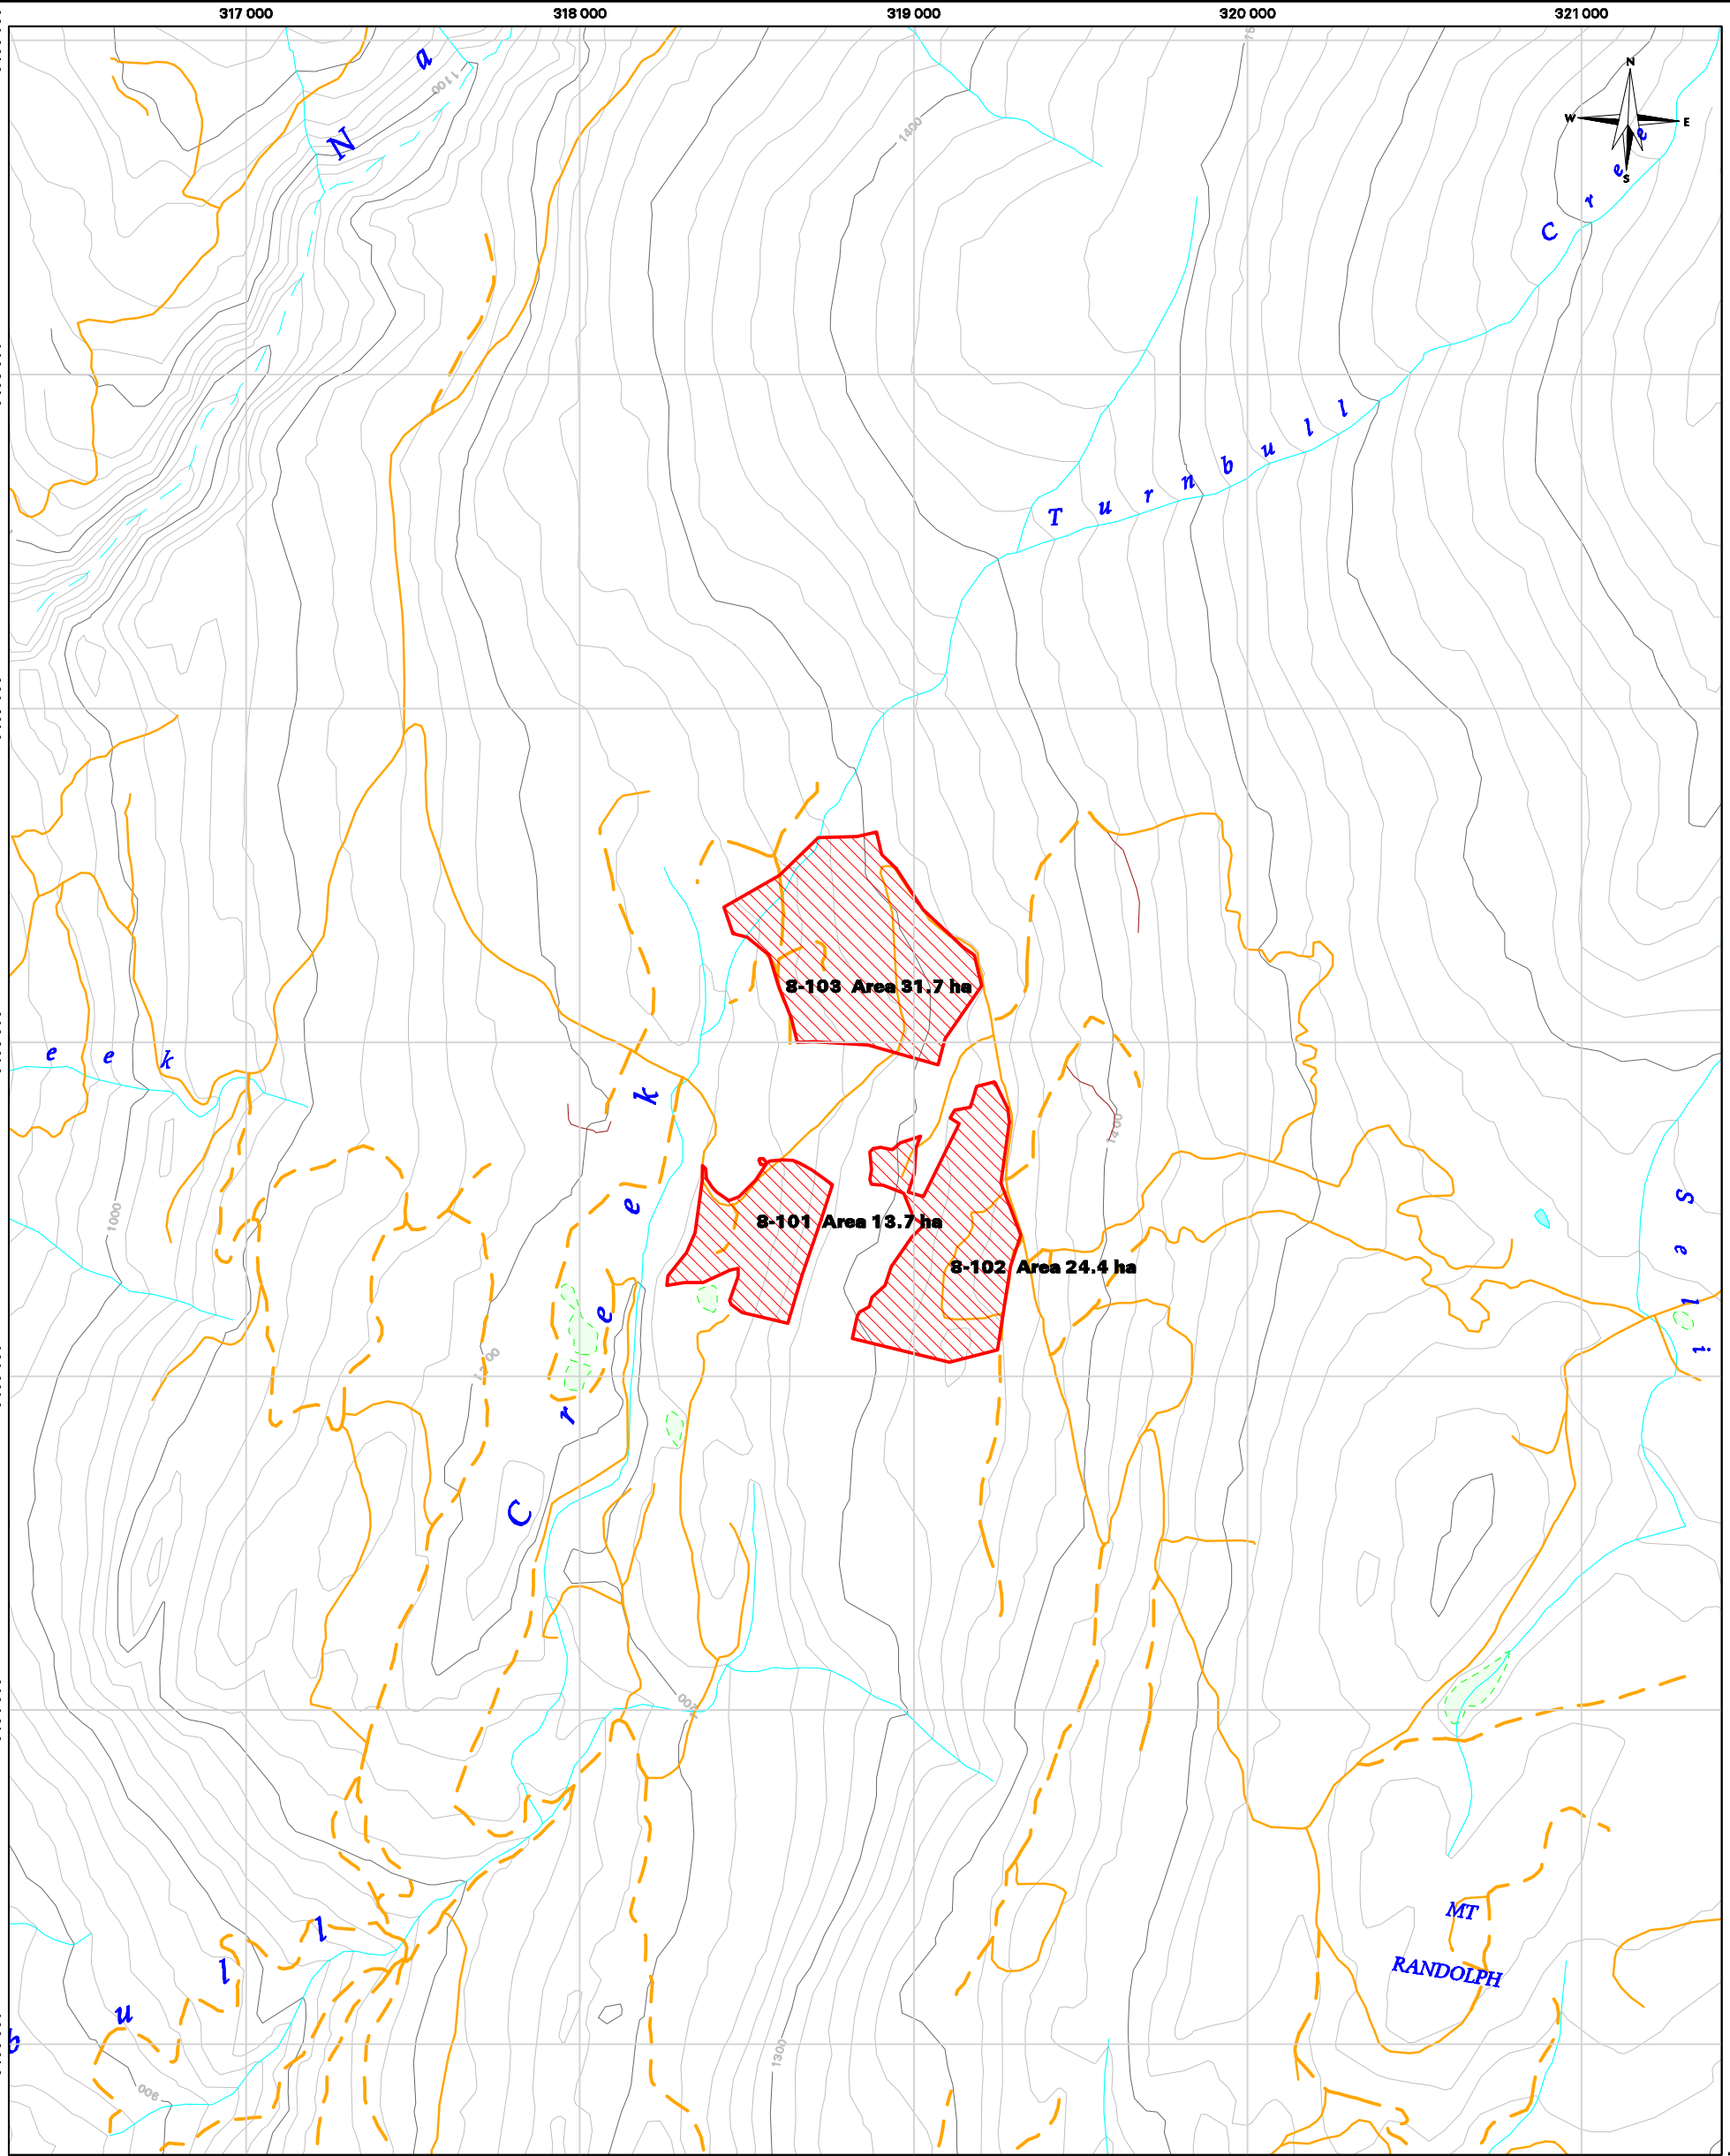 317 000 318 000 319 000 320 000 321 000
N a
1100
1400
N
W E
S
C r e e
T u r n b u l l
8-103 Area 31.7 ha
e e k
k
1400
1000
e
S e l i
8-101 Area 13.7 ha
8-102 Area 24.4 ha
e
r
C
MT
RANDOLPH
b u l l
1300
900